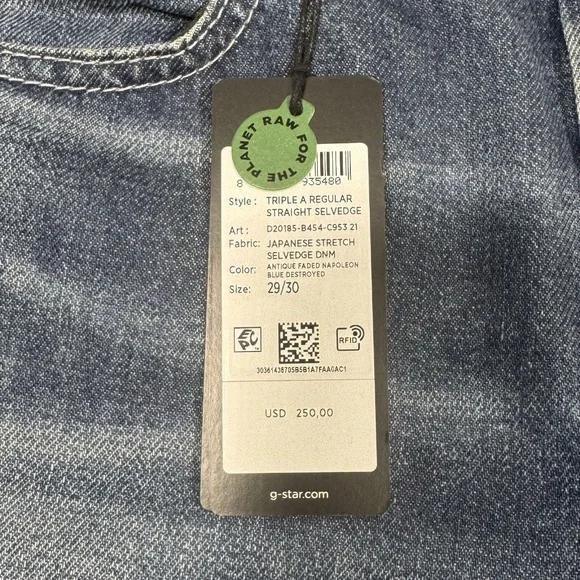 RAW FOR THE PLANET
8 935480
Style : TRIPLE A REGULAR
STRAIGHT SELVEDGE
Art : D20185-B454-C953 21
Fabric: JAPANESE STRETCH
SELVEDGE DNM
Color: ANTIQUE FADED NAPOLEON
BLUE DESTROYED
Size: 29/30
EPC RFID
30361438705B5B1A7FAA0AC1
USD 250,00
g-star.com